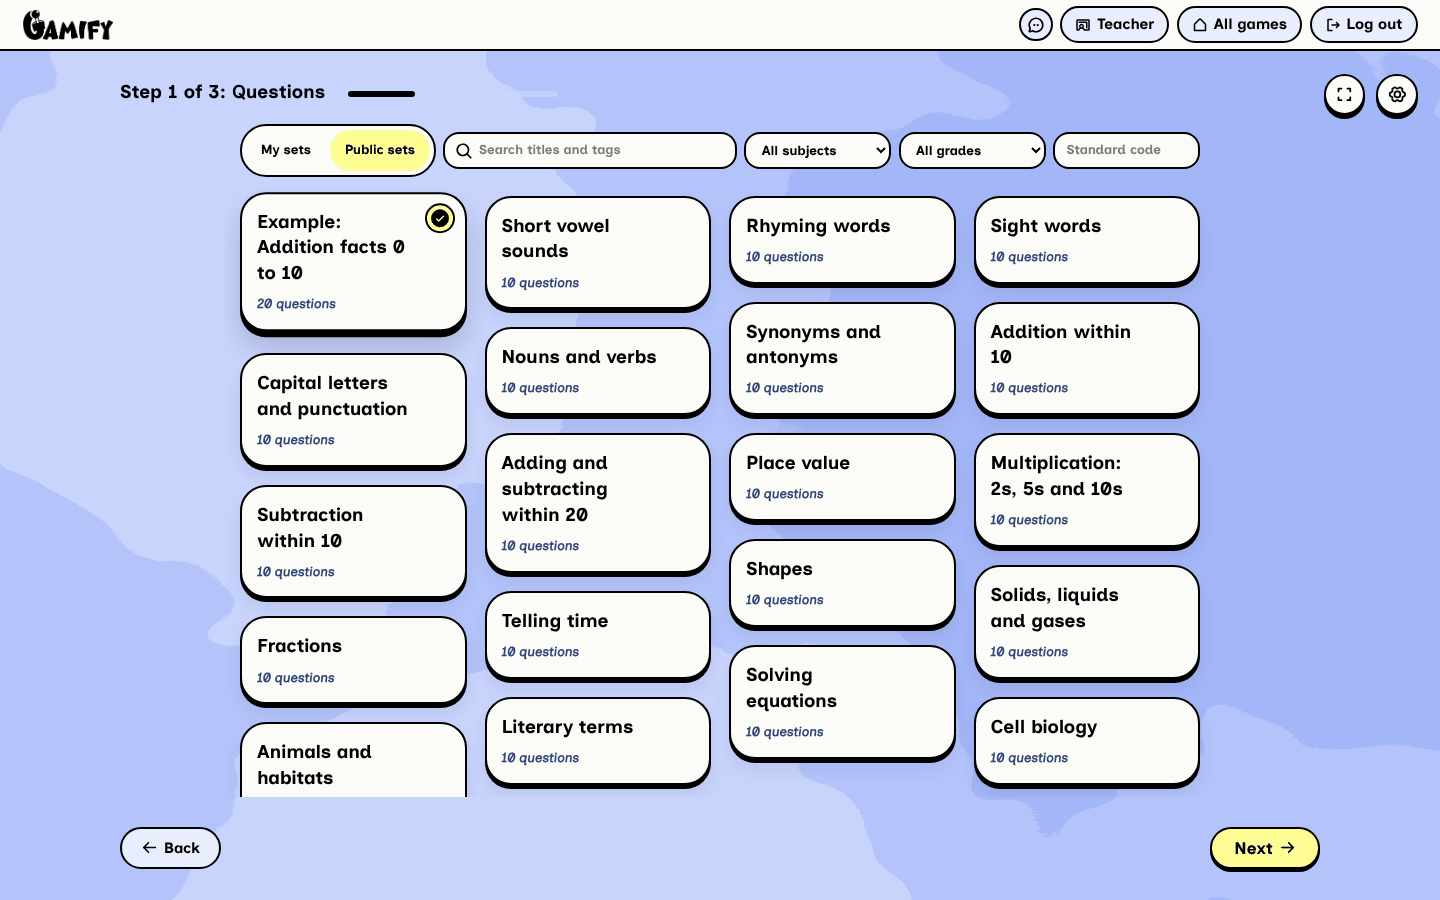 GAMIFY
Teacher
All games
Log out
Step 1 of 3: Questions
My sets
Public sets
Search titles and tags
All subjects
All grades
Standard code
Example:
Addition facts 0
to 10
20 questions
Capital letters
and punctuation
10 questions
Subtraction
within 10
10 questions
Fractions
10 questions
Animals and
habitats
Short vowel
sounds
10 questions
Nouns and verbs
10 questions
Adding and
subtracting
within 20
10 questions
Telling time
10 questions
Literary terms
10 questions
Rhyming words
10 questions
Synonyms and
antonyms
10 questions
Place value
10 questions
Shapes
10 questions
Solving
equations
10 questions
Sight words
10 questions
Addition within
10
10 questions
Multiplication:
2s, 5s and 10s
10 questions
Solids, liquids
and gases
10 questions
Cell biology
10 questions
Back
Next